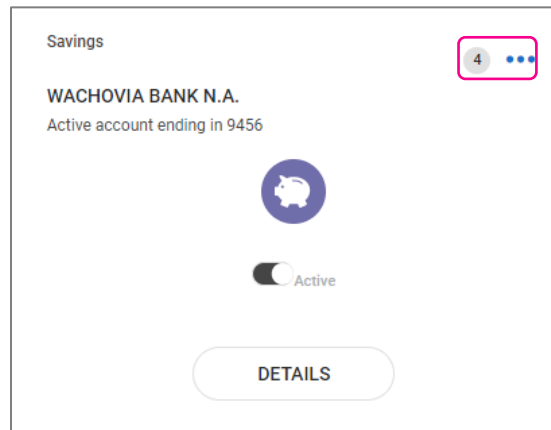 Savings
4
WACHOVIA BANK N.A.
Active account ending in 9456
Active
DETAILS